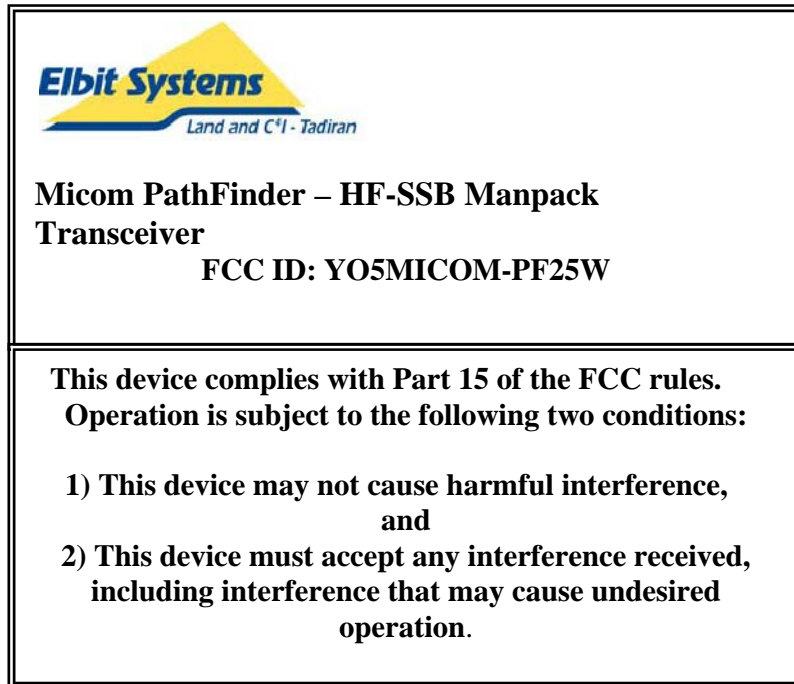 Elbit Systems
Land and C⁴I - Tadiran
Micom PathFinder – HF-SSB Manpack
Transceiver
FCC ID: YO5MICOM-PF25W
This device complies with Part 15 of the FCC rules.
Operation is subject to the following two conditions:
1) This device may not cause harmful interference,
and
2) This device must accept any interference received,
including interference that may cause undesired
operation.